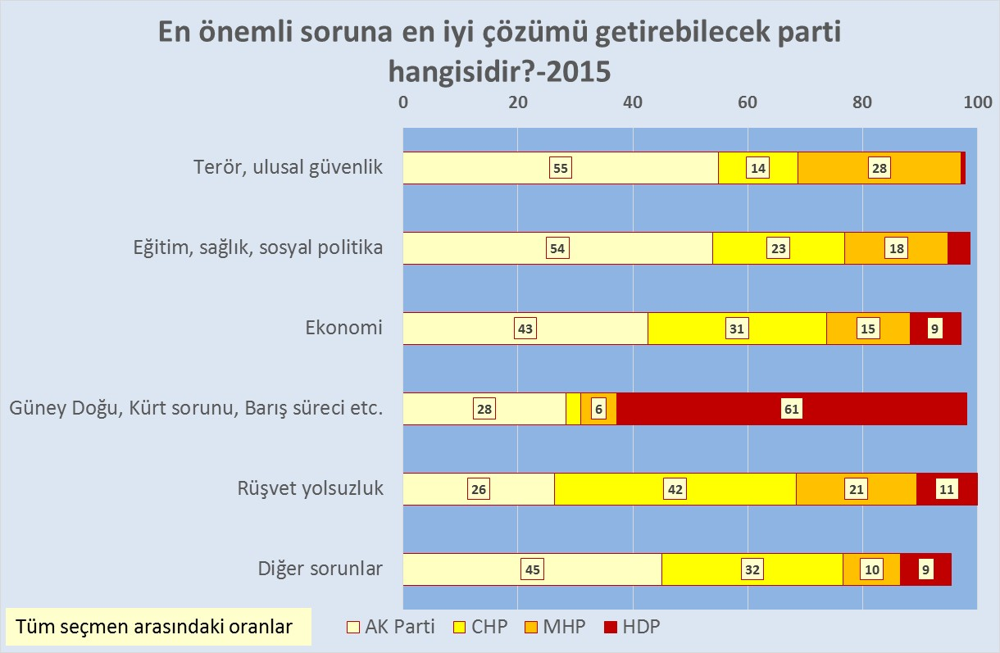 En önemli soruna en iyi çözümü getirebilecek parti
hangisidir?-2015
0 20 40 60 80 100
Terör, ulusal güvenlik 55 14 28
Eğitim, sağlık, sosyal politika 54 23 18
Ekonomi 43 31 15 9
Güney Doğu, Kürt sorunu, Barış süreci etc. 28 6 61
Rüşvet yolsuzluk 26 42 21 11
Diğer sorunlar 45 32 10 9
Tüm seçmen arasındaki oranlar AK Parti CHP MHP HDP